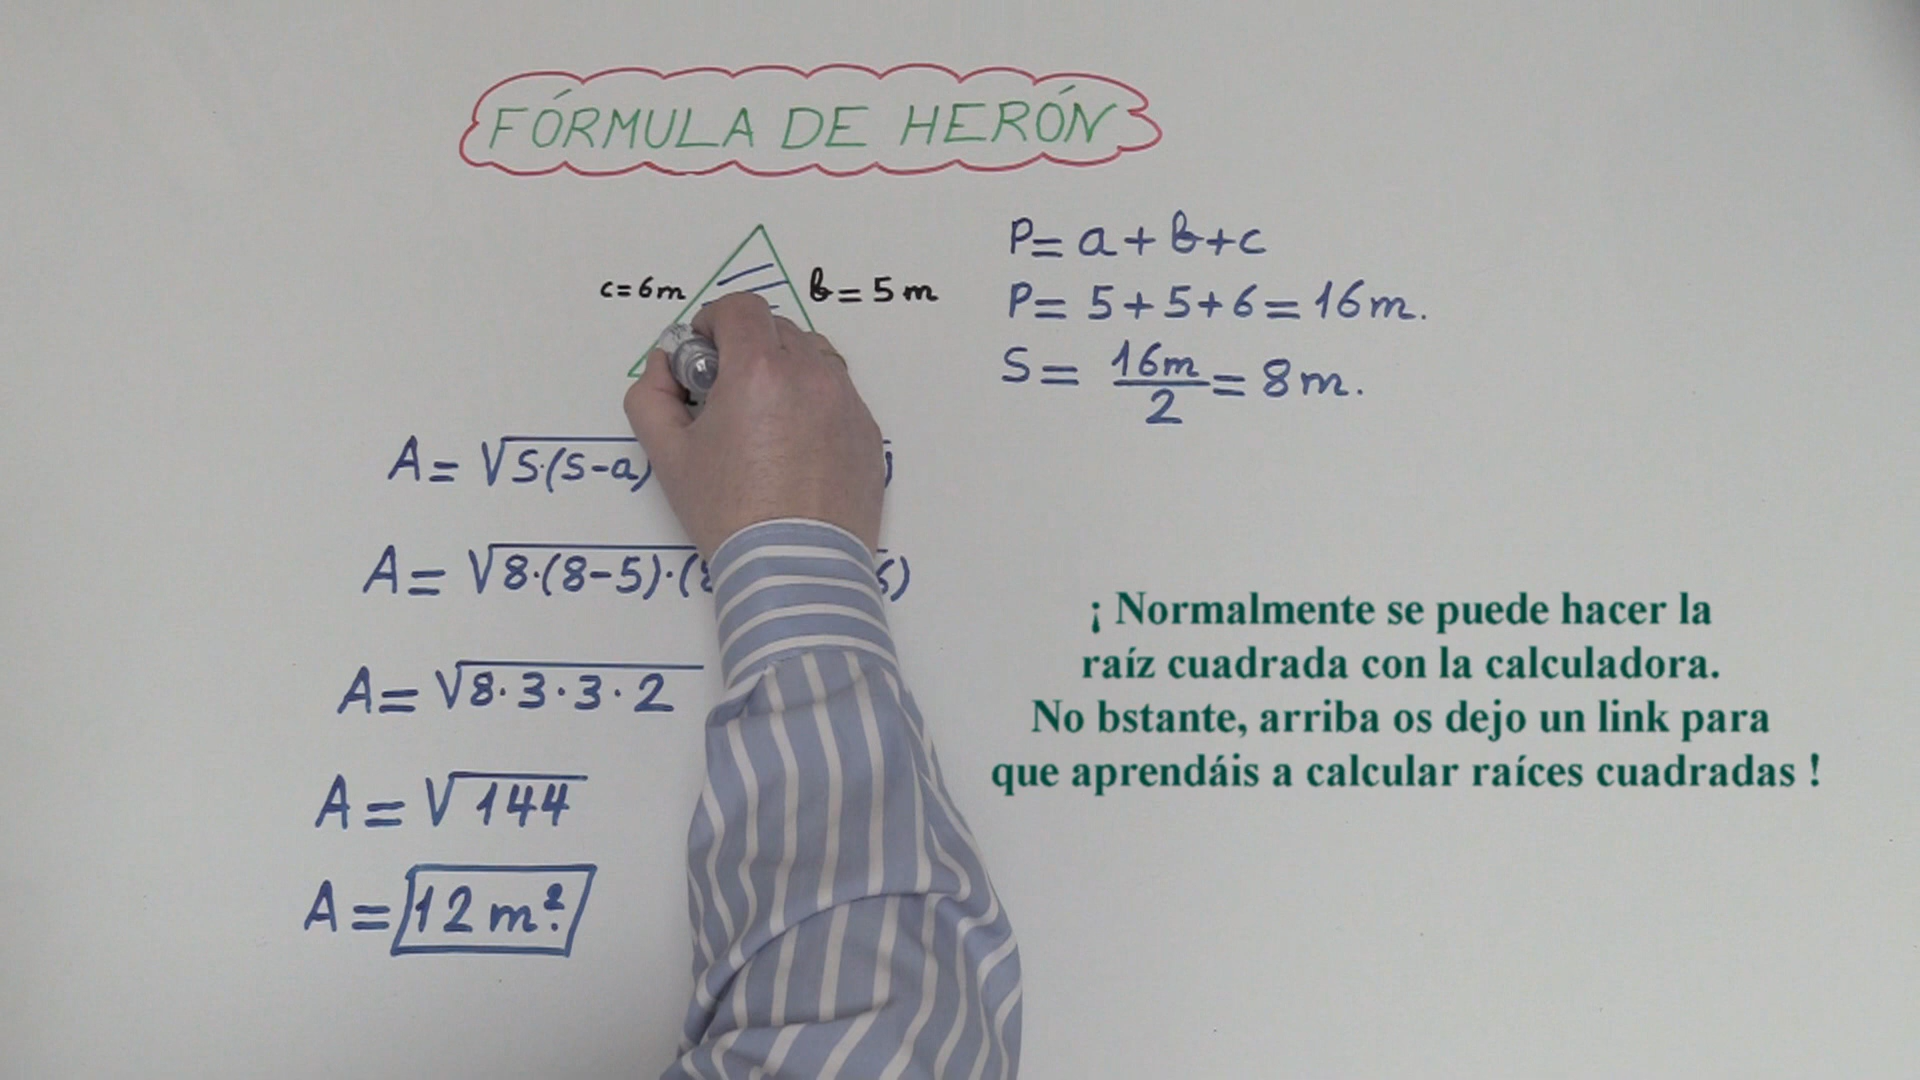 FÓRMULA DE HERÓN
c=6m
b=5m
P=a+b+c
P=5+5+6=16m.
S=16m/2=8m.
A=√S·(S-a)
A=√8·(8-5)·(
A=√8·3·3·2
A=√144
A=12m².
¡ Normalmente se puede hacer la
raíz cuadrada con la calculadora.
No bstante, arriba os dejo un link para
que aprendáis a calcular raíces cuadradas !